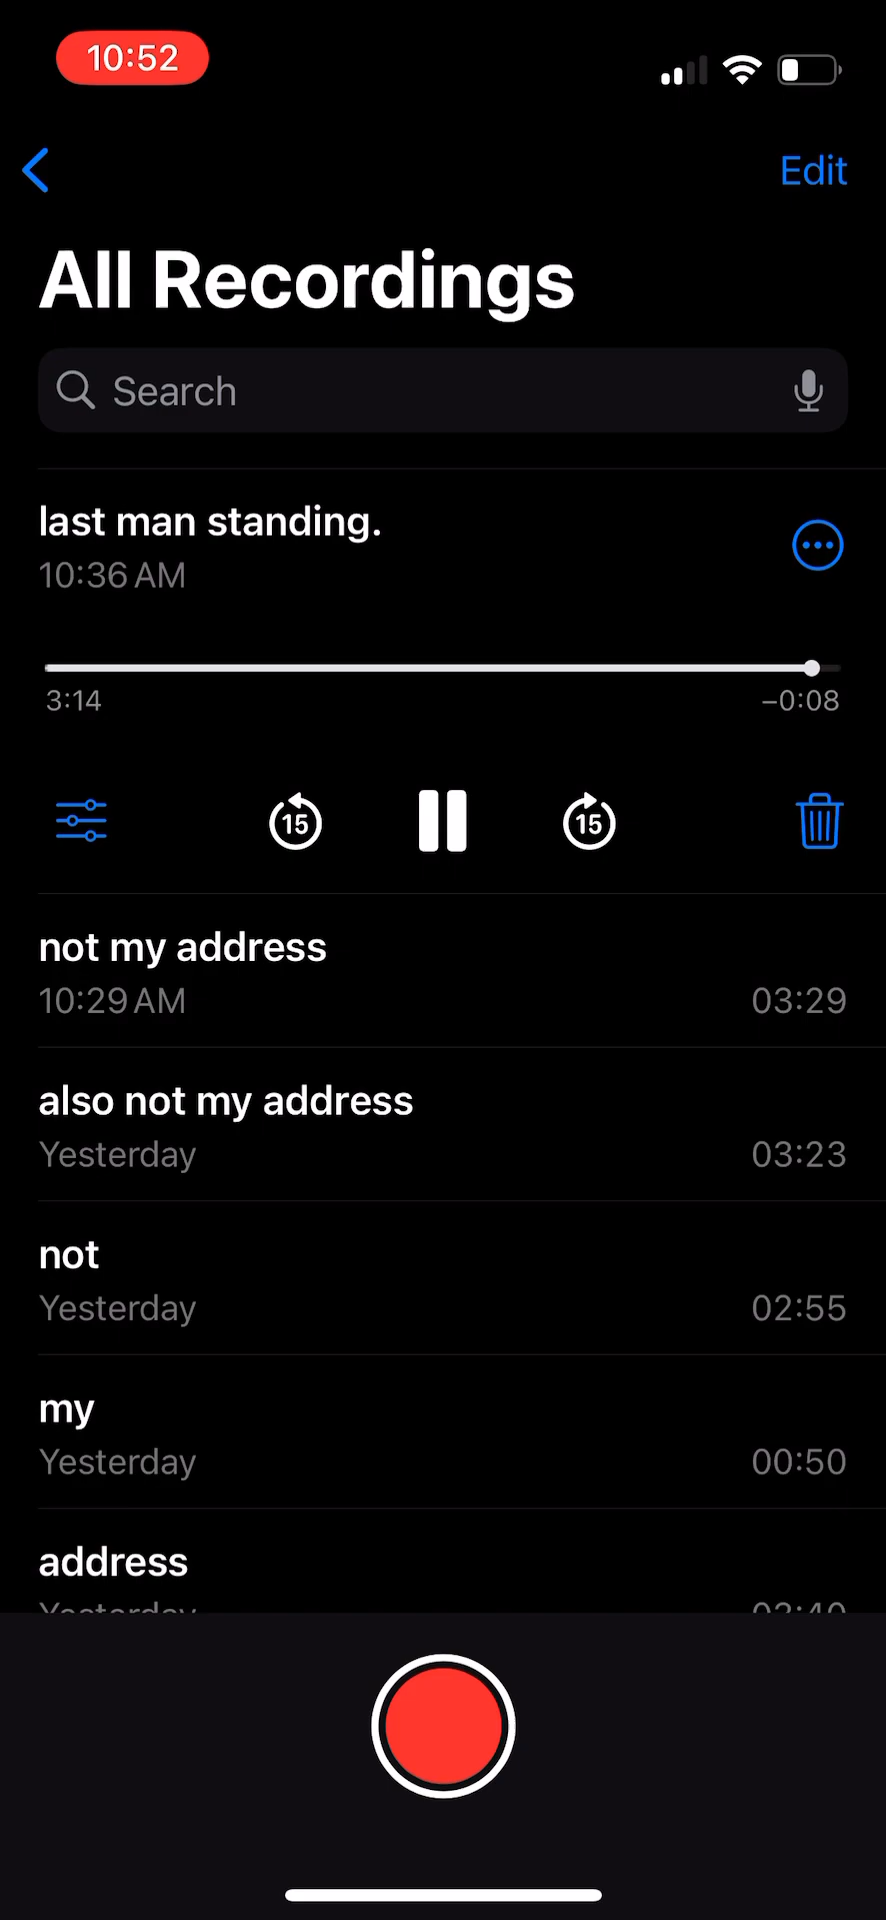 10:52
Edit
All Recordings
Search
last man standing.
10:36 AM
3:14 –0:08
15 15
not my address
10:29 AM 03:29
also not my address
Yesterday 03:23
not
Yesterday 02:55
my
Yesterday 00:50
address
Yesterday